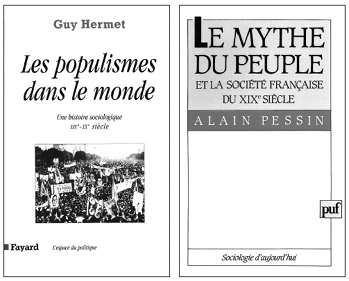 Guy Hermet
Les populismes
dans le monde
Une histoire sociologique
XIXᵉ-XXᵉ siècle
Fayard
L'espace du politique
LE MYTHE
DU PEUPLE
ET LA SOCIÉTÉ FRANÇAISE
DU XIXᵉ SIÈCLE
ALAIN PESSIN
puf
Sociologie d'aujourd'hui